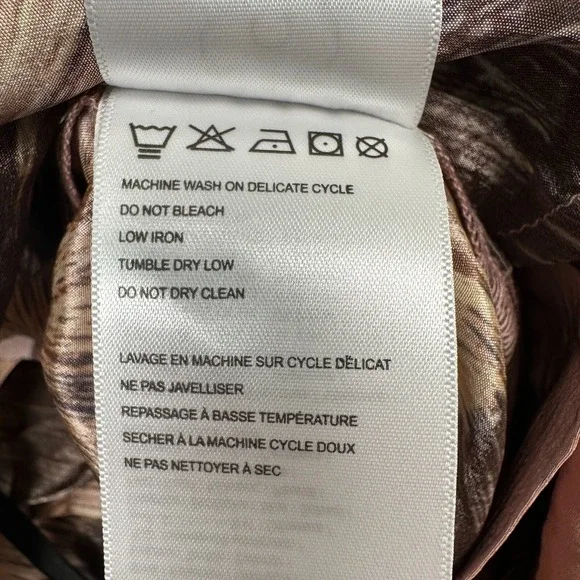 MACHINE WASH ON DELICATE CYCLE
DO NOT BLEACH
LOW IRON
TUMBLE DRY LOW
DO NOT DRY CLEAN
LAVAGE EN MACHINE SUR CYCLE DÉLICAT
NE PAS JAVELLISER
REPASSAGE À BASSE TEMPÉRATURE
SECHER À LA MACHINE CYCLE DOUX
NE PAS NETTOYER À SEC